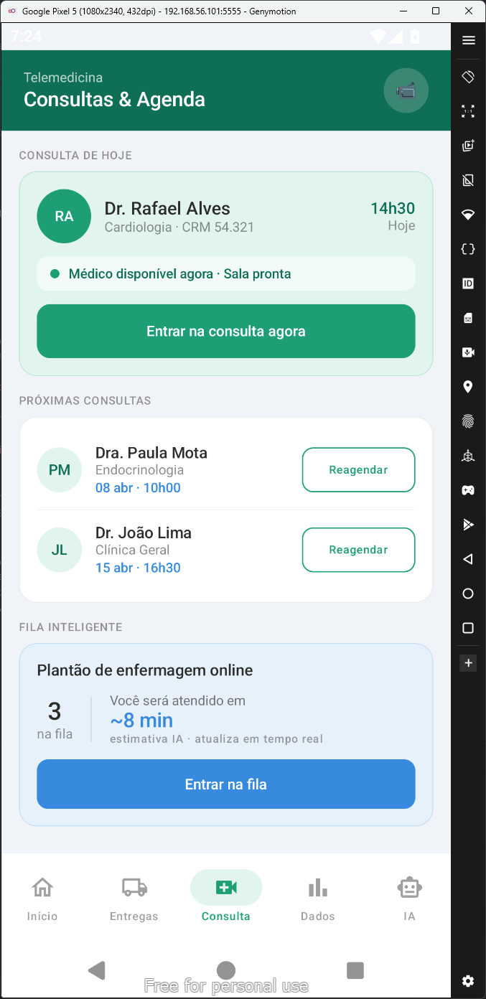 Google Pixel 5 (1080x2340, 432dpi) - 192.168.56.101:5555 - Genymotion
7:24
Telemedicina
Consultas & Agenda
CONSULTA DE HOJE
RA
Dr. Rafael Alves
Cardiologia · CRM 54.321
14h30
Hoje
Médico disponível agora · Sala pronta
Entrar na consulta agora
PRÓXIMAS CONSULTAS
PM
Dra. Paula Mota
Endocrinologia
08 abr · 10h00
Reagendar
JL
Dr. João Lima
Clínica Geral
15 abr · 16h30
Reagendar
FILA INTELIGENTE
Plantão de enfermagem online
3
na fila
Você será atendido em
~8 min
estimativa IA · atualiza em tempo real
Entrar na fila
Início
Entregas
Consulta
Dados
IA
Free for personal use
1:1
ID